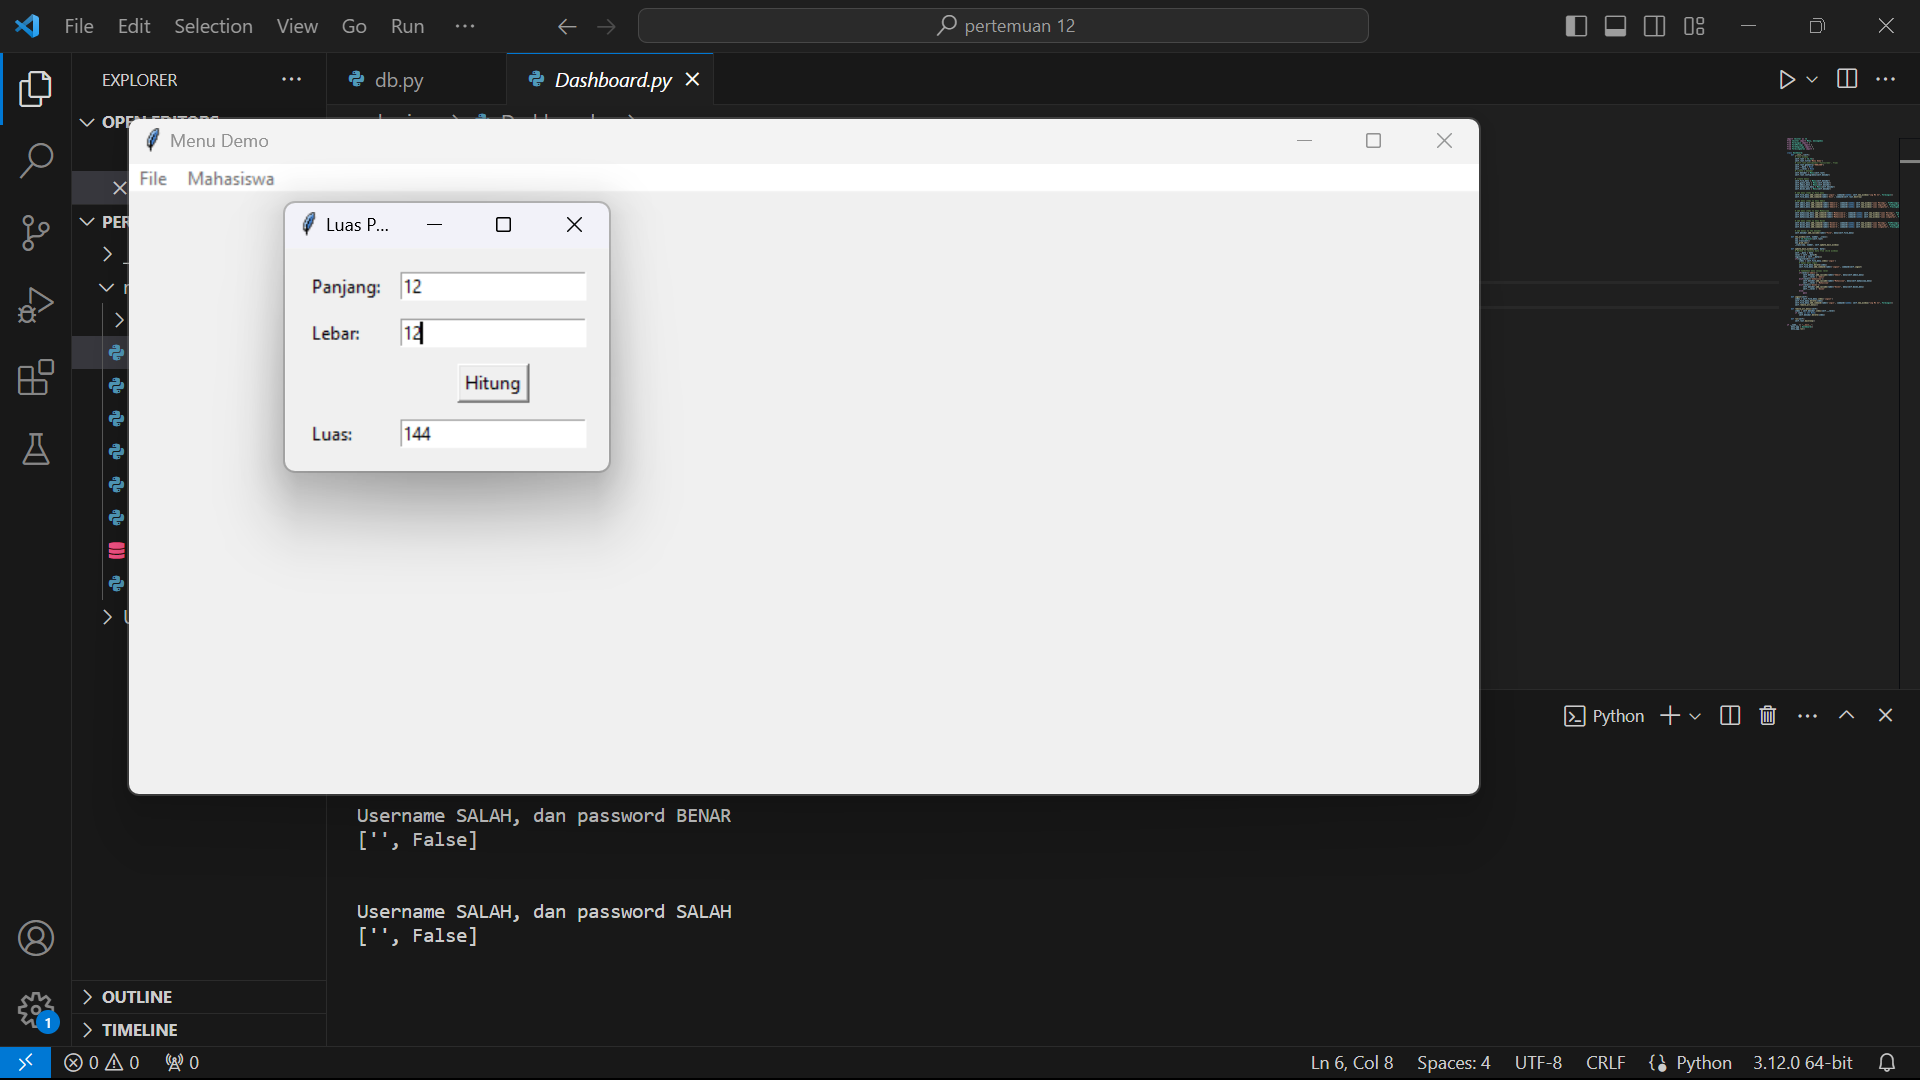 File Edit Selection View Go Run ··· pertemuan 12
EXPLORER ··· db.py Dashboard.py
Menu Demo
File Mahasiswa
Luas P...
Panjang: 12
Lebar: 12
Hitung
Luas: 144
Python
Username SALAH, dan password BENAR
['', False]
Username SALAH, dan password SALAH
['', False]
OUTLINE
1
TIMELINE
0 0 0 Ln 6, Col 8 Spaces: 4 UTF-8 CRLF Python 3.12.0 64-bit